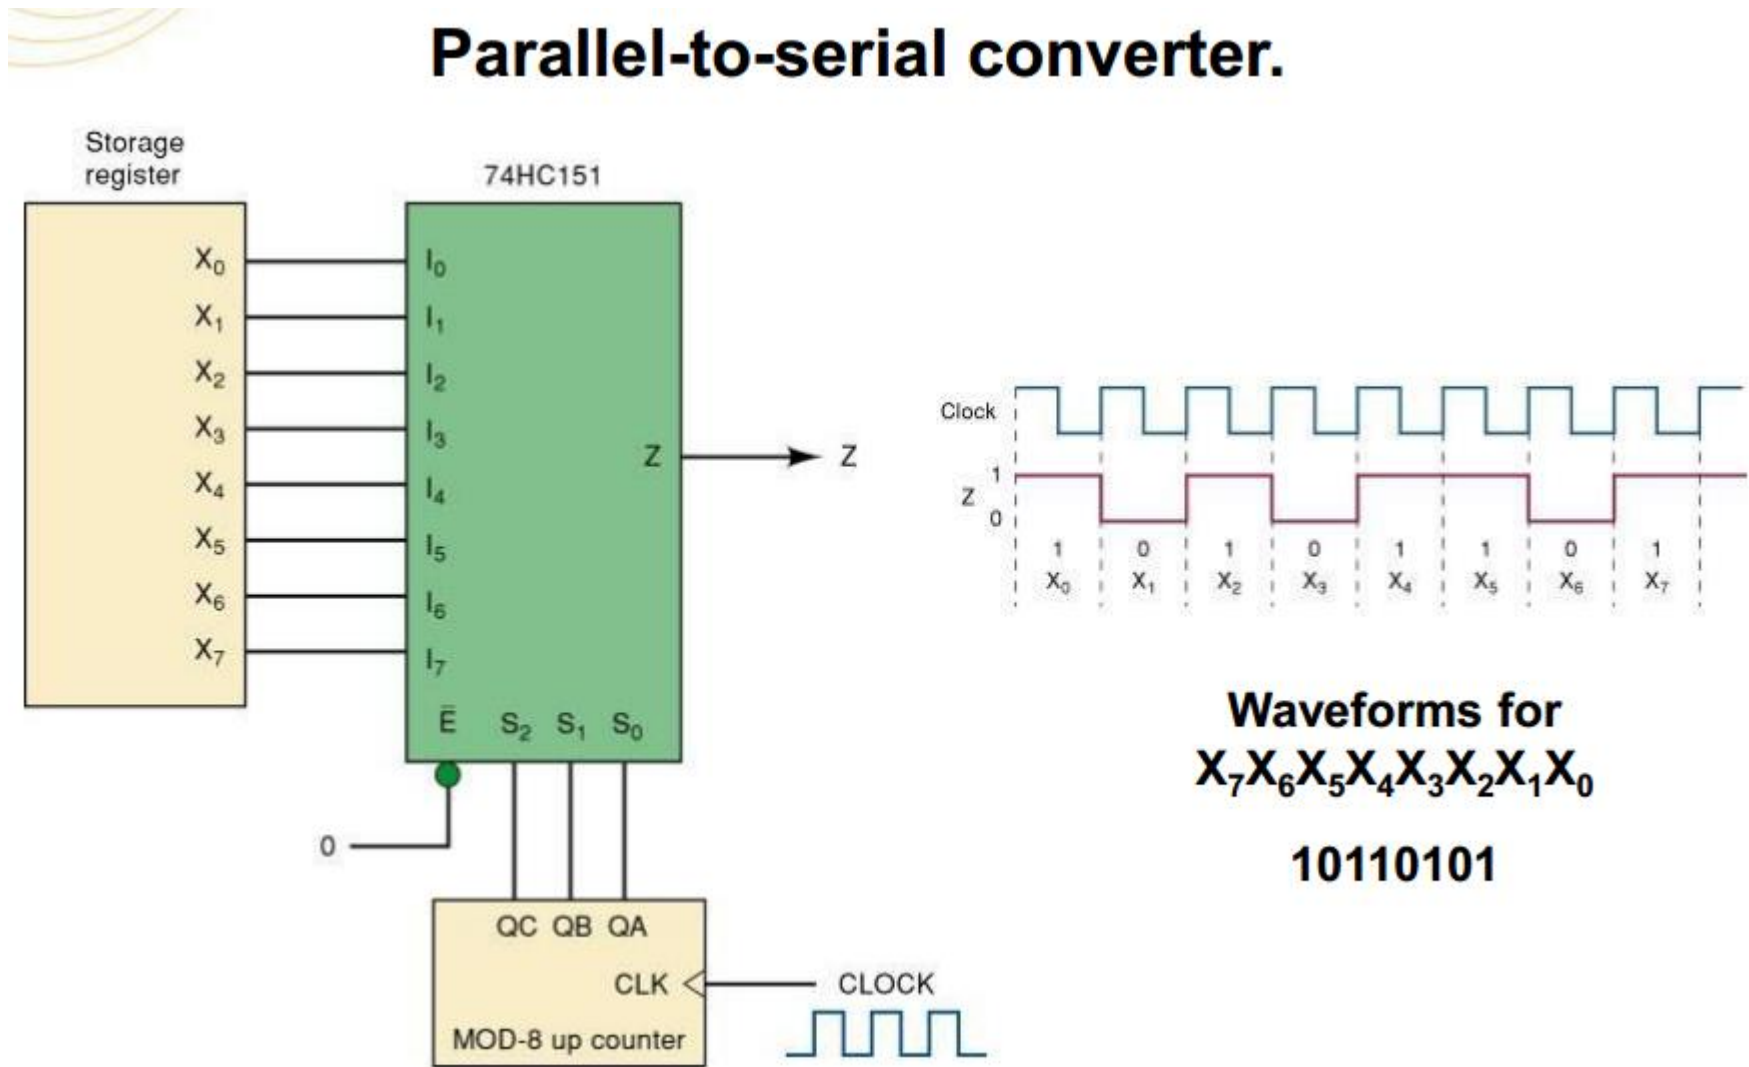 Parallel-to-serial converter.
Storage
register
74HC151
X₀
X₁
X₂
X₃
X₄
X₅
X₆
X₇
I₀
I₁
I₂
I₃
I₄
I₅
I₆
I₇
Z
Z
E̅ S₂ S₁ S₀
0
QC QB QA
CLK
CLOCK
MOD-8 up counter
Clock
1
Z
0
1 0 1 0 1 1 0 1
X₀ X₁ X₂ X₃ X₄ X₅ X₆ X₇
Waveforms for
X₇X₆X₅X₄X₃X₂X₁X₀
10110101